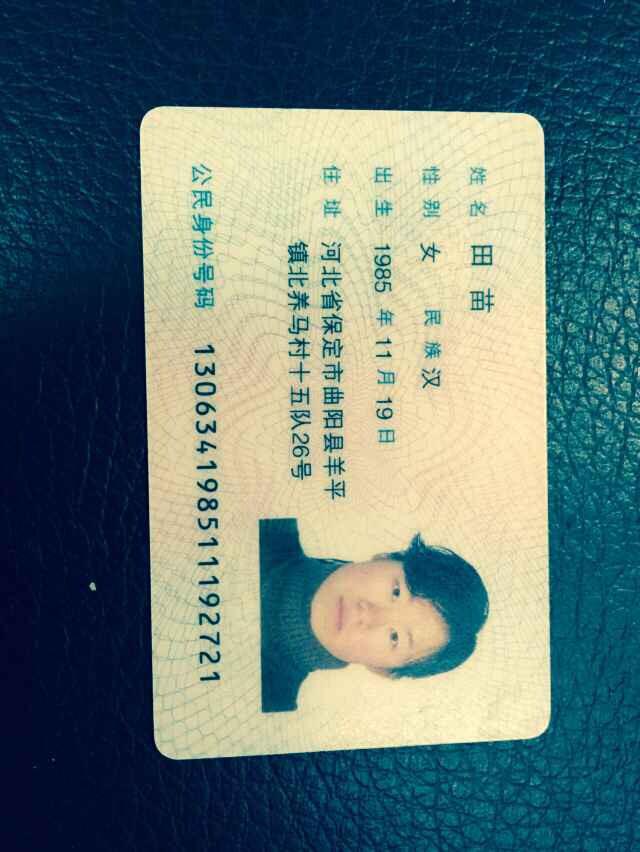 姓名 田苗
性别 女 民族 汉
出生 1985 年 11 月 19 日
住址 河北省保定市曲阳县羊平
镇北养马村十五队26号
公民身份号码 130634198511192721